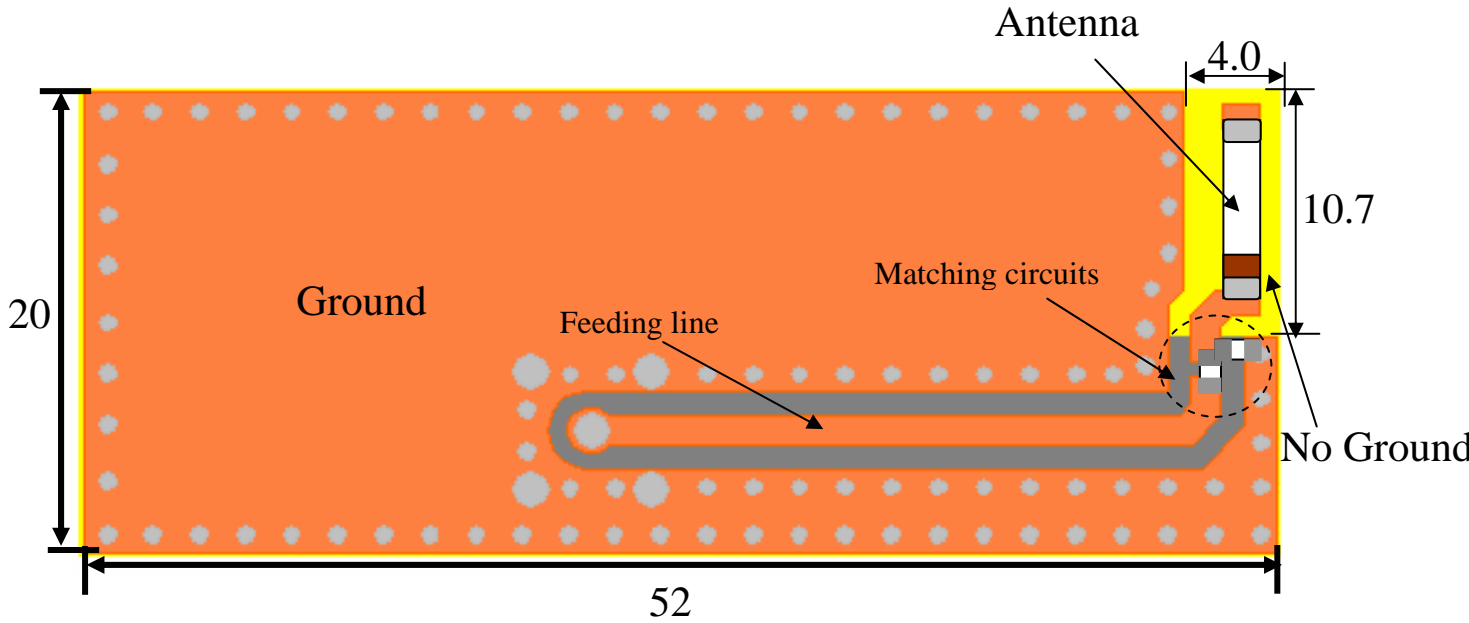 Antenna
4.0
10.7
Matching circuits
Ground
20
Feeding line
No Ground
52